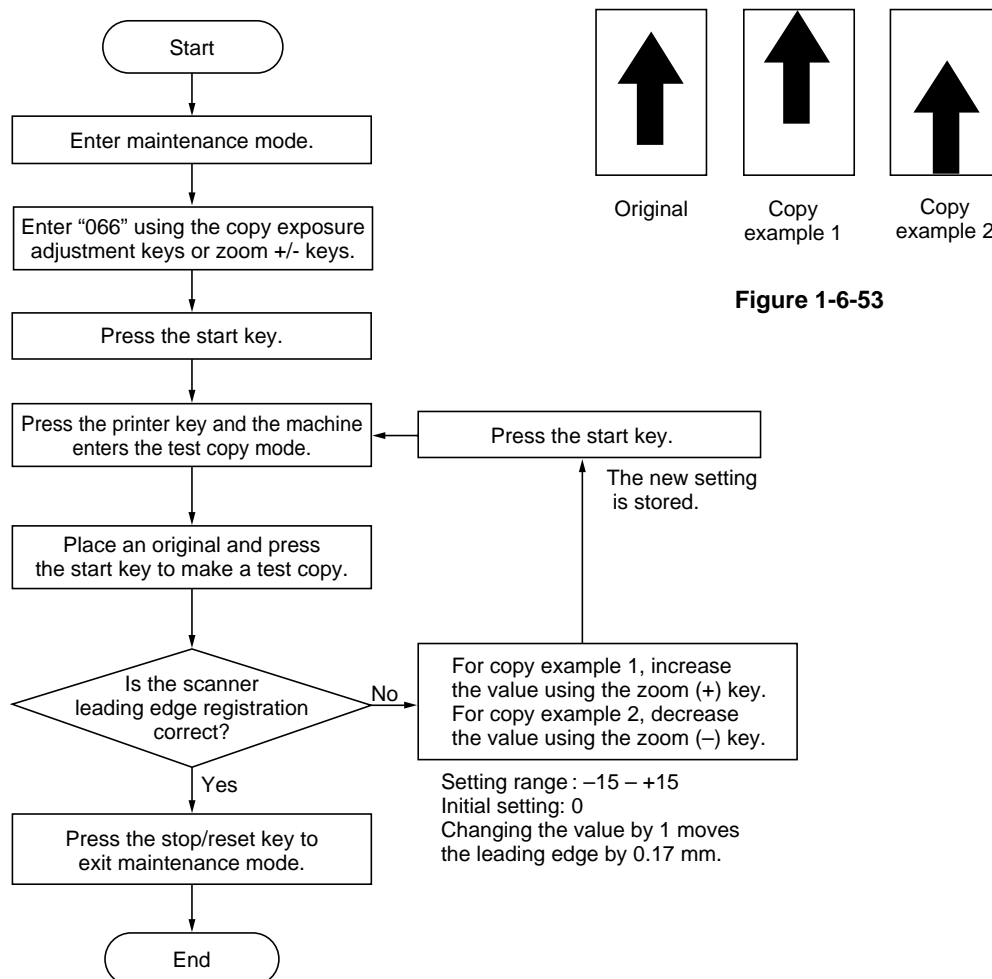 Start
Enter maintenance mode.
Enter “066” using the copy exposure
adjustment keys or zoom +/- keys.
Press the start key.
Press the printer key and the machine
enters the test copy mode.
Place an original and press
the start key to make a test copy.
Is the scanner
leading edge registration
correct?
No
Yes
Press the stop/reset key to
exit maintenance mode.
End
Press the start key.
The new setting
is stored.
For copy example 1, increase
the value using the zoom (+) key.
For copy example 2, decrease
the value using the zoom (–) key.
Setting range : –15 – +15
Initial setting: 0
Changing the value by 1 moves
the leading edge by 0.17 mm.
Original
Copy
example 1
Copy
example 2
Figure 1-6-53